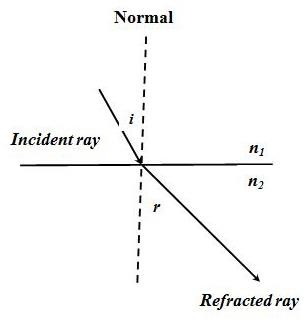 Normal
i
Incident ray
n1
n2
r
Refracted ray